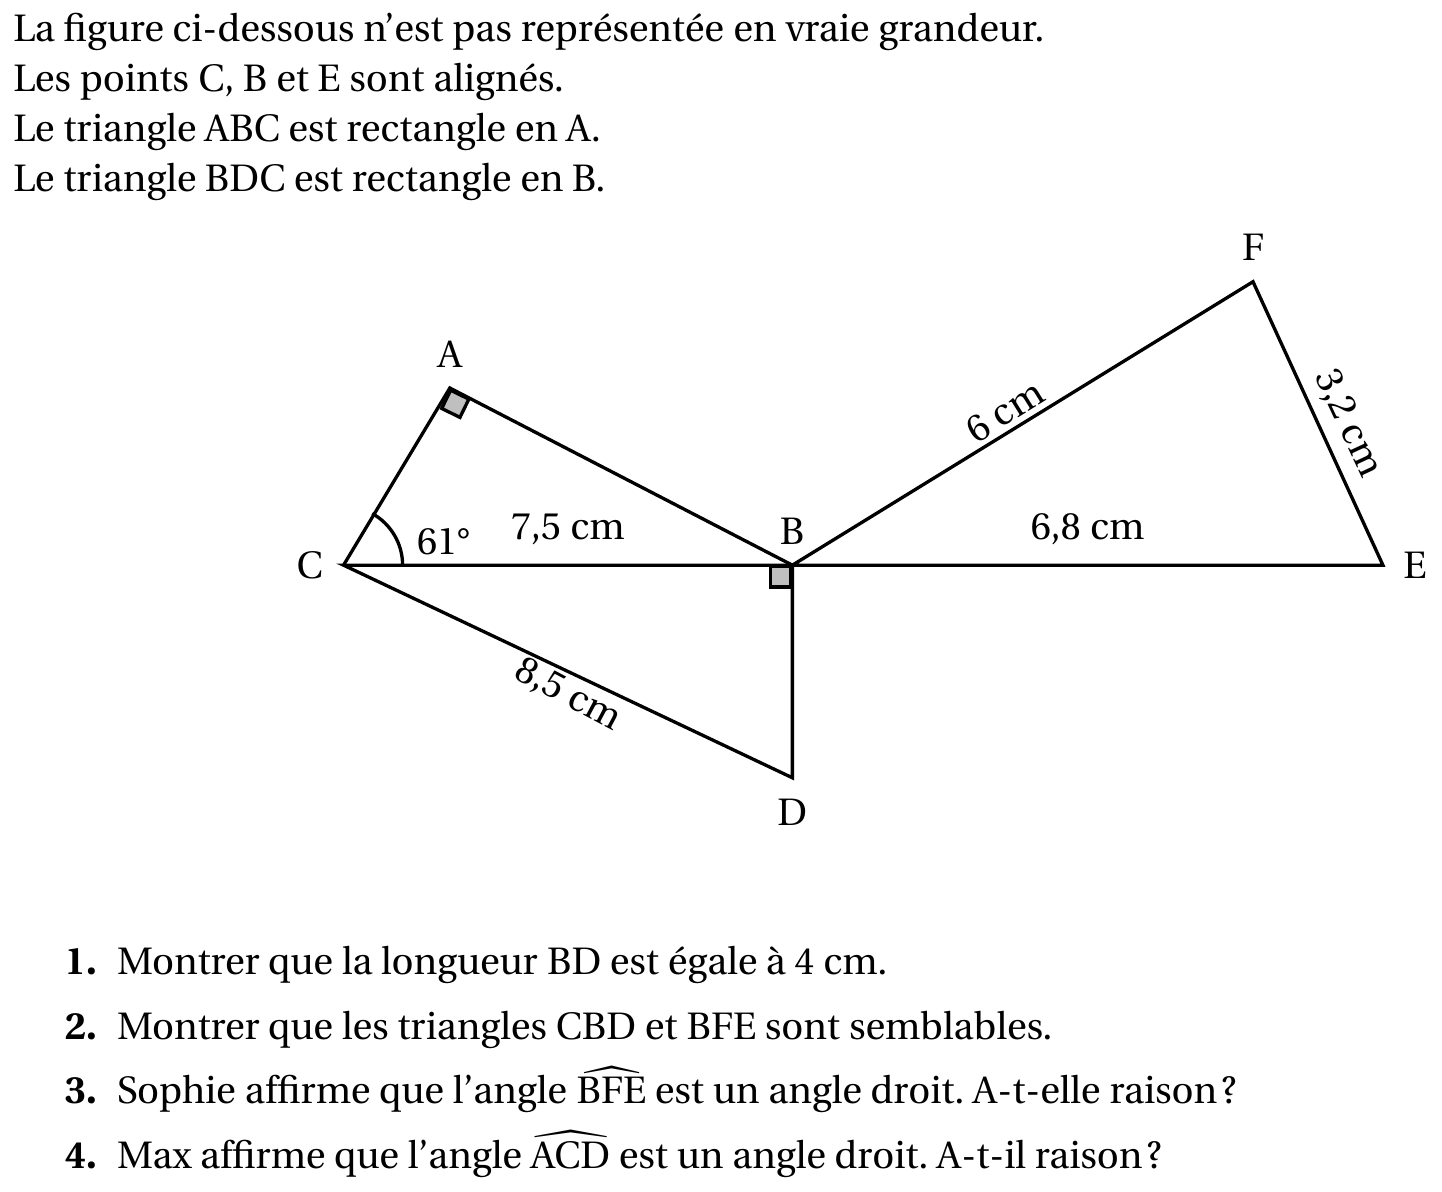 La figure ci-dessous n’est pas représentée en vraie grandeur.
Les points C, B et E sont alignés.
Le triangle ABC est rectangle en A.
Le triangle BDC est rectangle en B.
F
A
6 cm
3,2 cm
61°
7,5 cm
B
6,8 cm
C
E
8,5 cm
D
1. Montrer que la longueur BD est égale à 4 cm.
2. Montrer que les triangles CBD et BFE sont semblables.
3. Sophie affirme que l’angle \widehat{BFE} est un angle droit. A-t-elle raison ?
4. Max affirme que l’angle \widehat{ACD} est un angle droit. A-t-il raison ?